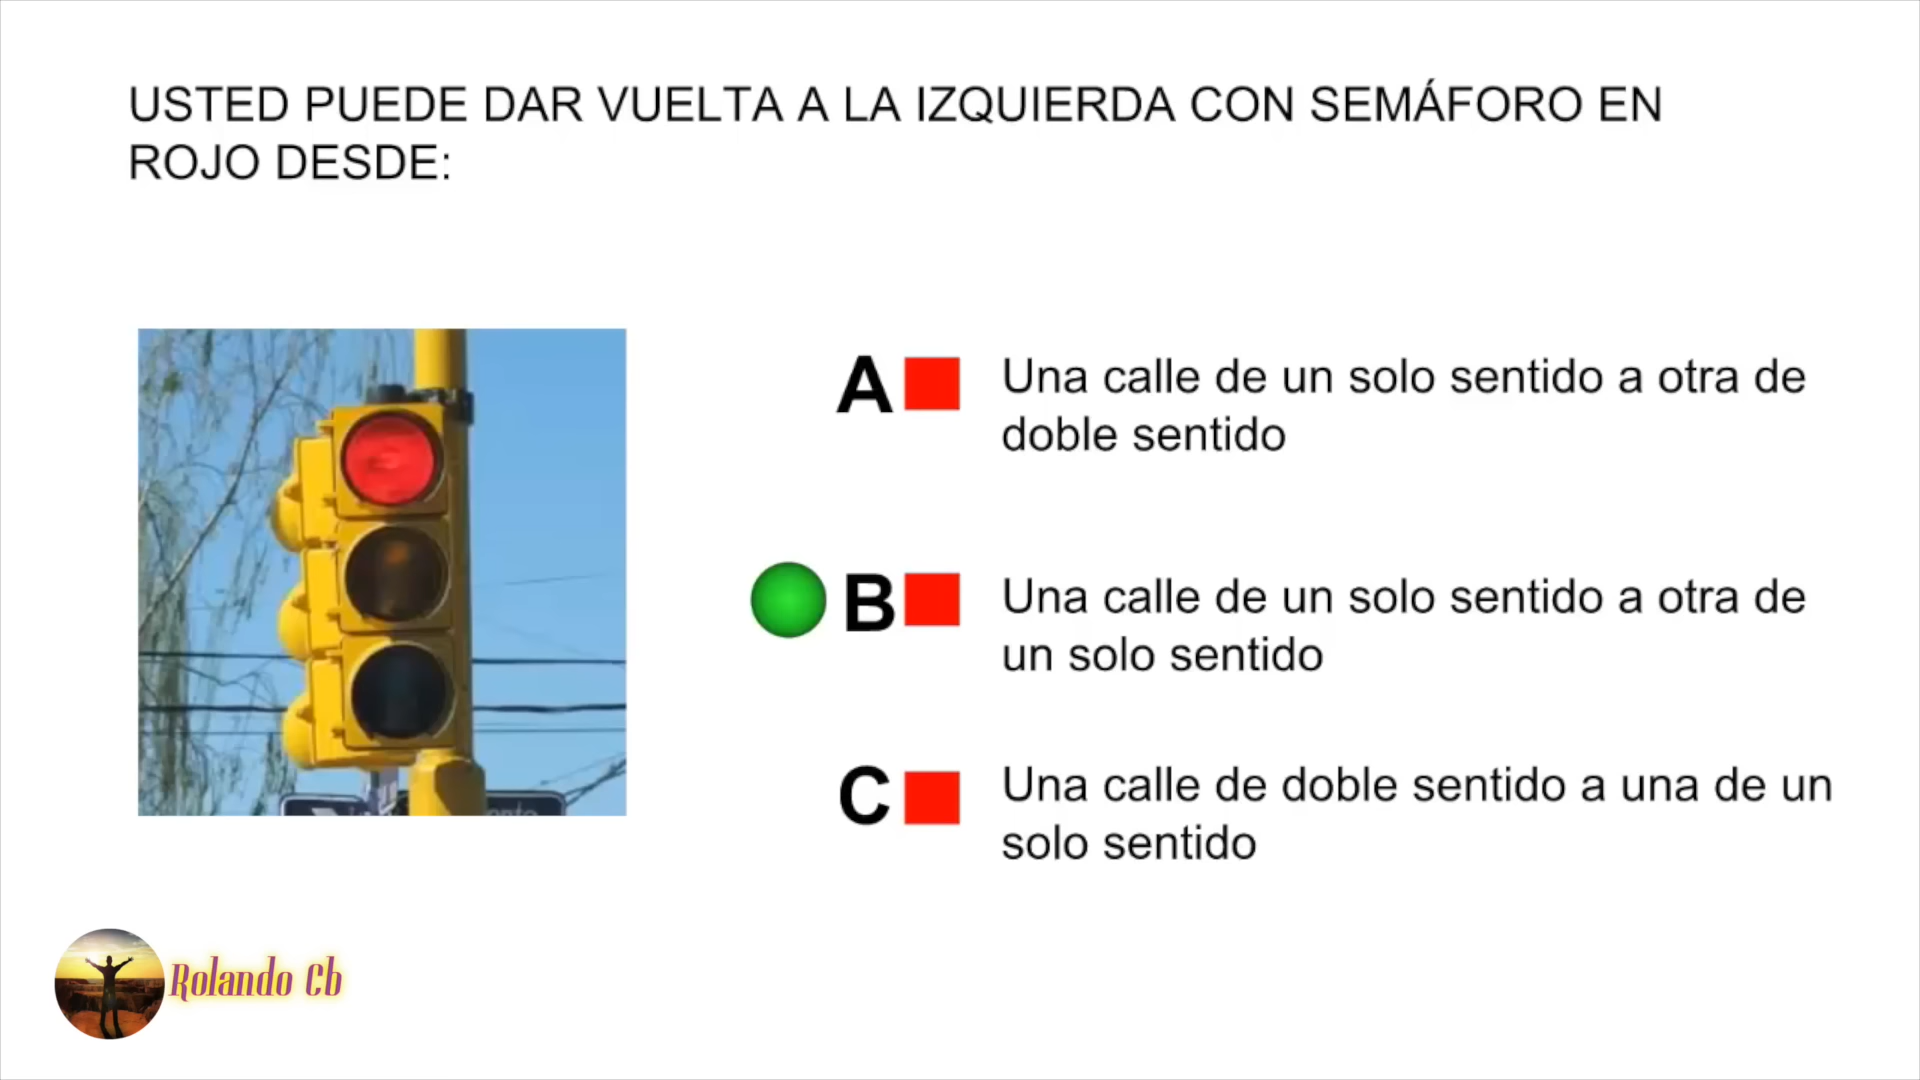 USTED PUEDE DAR VUELTA A LA IZQUIERDA CON SEMÁFORO EN
ROJO DESDE:
A
Una calle de un solo sentido a otra de
doble sentido
B
Una calle de un solo sentido a otra de
un solo sentido
C
Una calle de doble sentido a una de un
solo sentido
Rolando Cb